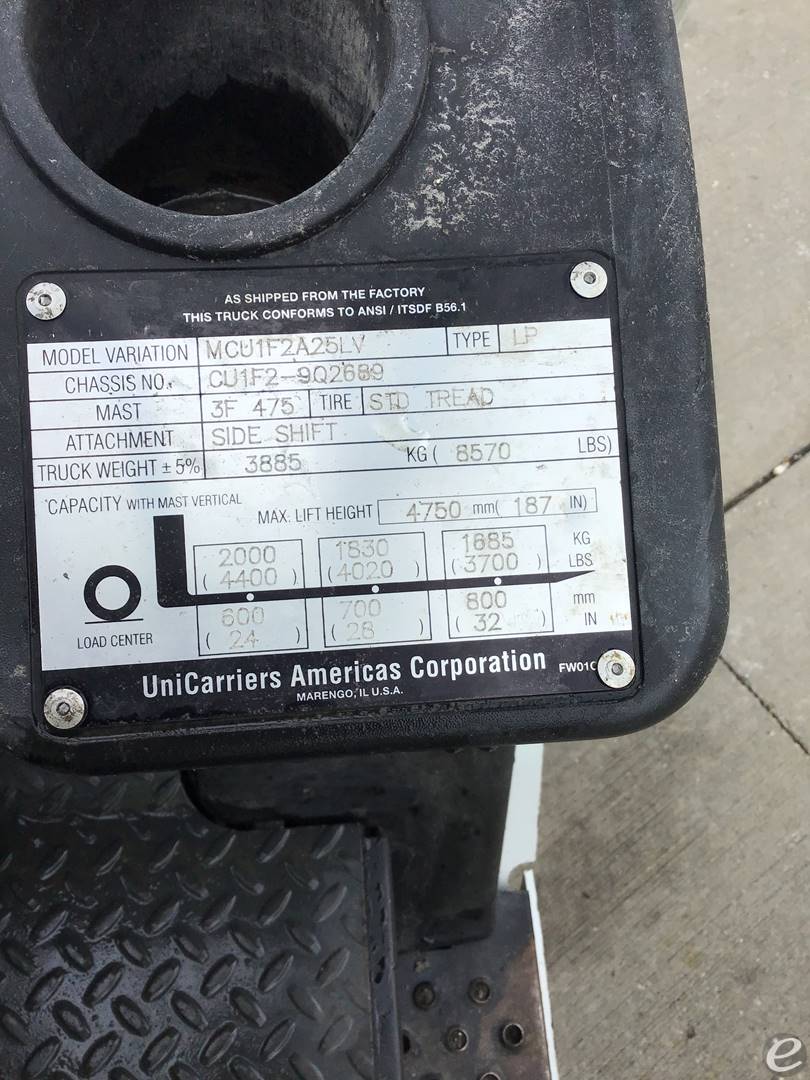 AS SHIPPED FROM THE FACTORY
THIS TRUCK CONFORMS TO ANSI / ITSDF B56.1
MODEL VARIATION MCU1F2A25LV TYPE LP
CHASSIS NO. CU1F2-9Q2689
MAST 3F 475 TIRE STD TREAD
ATTACHMENT SIDE SHIFT
TRUCK WEIGHT ± 5% 3885 KG ( 8570 LBS)
CAPACITY WITH MAST VERTICAL
MAX. LIFT HEIGHT 4750 mm( 187 IN)
2000 1830 1685 KG
( 4400 ) ( 4020 ) ( 3700 ) LBS
600 700 800 mm
( 24 ) ( 28 ) ( 32 ) IN
LOAD CENTER
UniCarriers Americas Corporation
MARENGO, IL U.S.A.
e